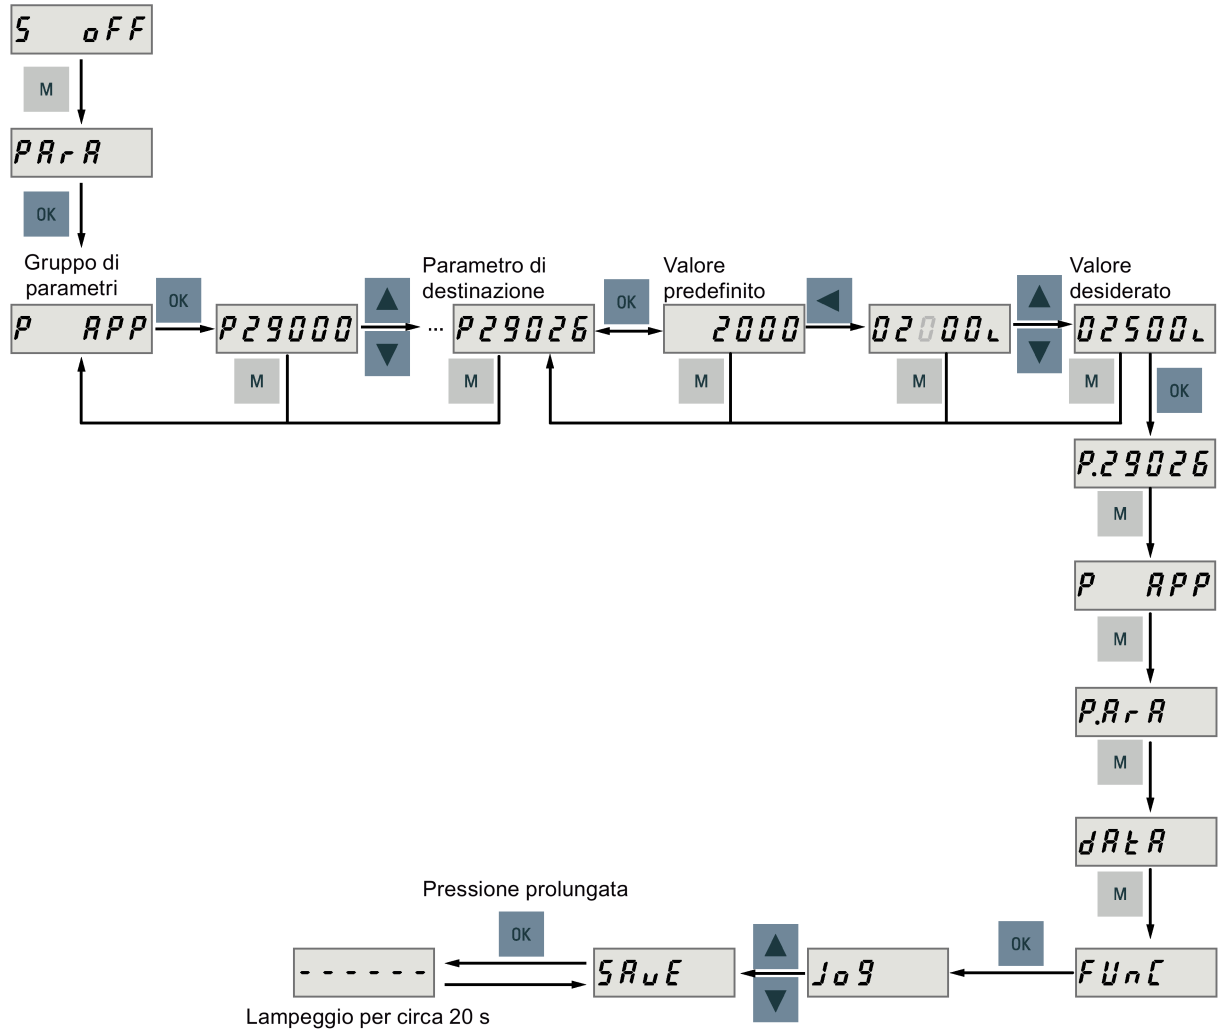 S oFF
M
PArA
OK
Gruppo di
parametri
P APP
OK
P29000
M
...
Parametro di
destinazione
P29026
M
OK
Valore
predefinito
2000
M
02000L
M
Valore
desiderato
02500L
M
OK
P.29026
M
P APP
M
P.ArA
M
dAtA
M
FUnC
OK
Jog
SAvE
Pressione prolungata
OK
------
Lampeggio per circa 20 s